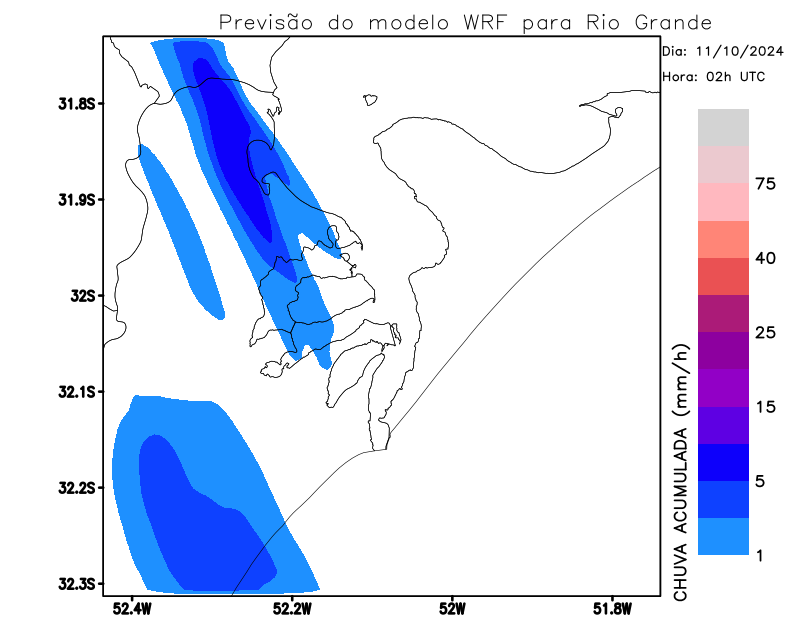 Previsão do modelo WRF para Rio Grande
Dia: 11/10/2024
Hora: 02h UTC
31.8S
31.9S
32S
32.1S
32.2S
32.3S
52.4W
52.2W
52W
51.8W
CHUVA ACUMULADA (mm/h)
75
40
25
15
5
1